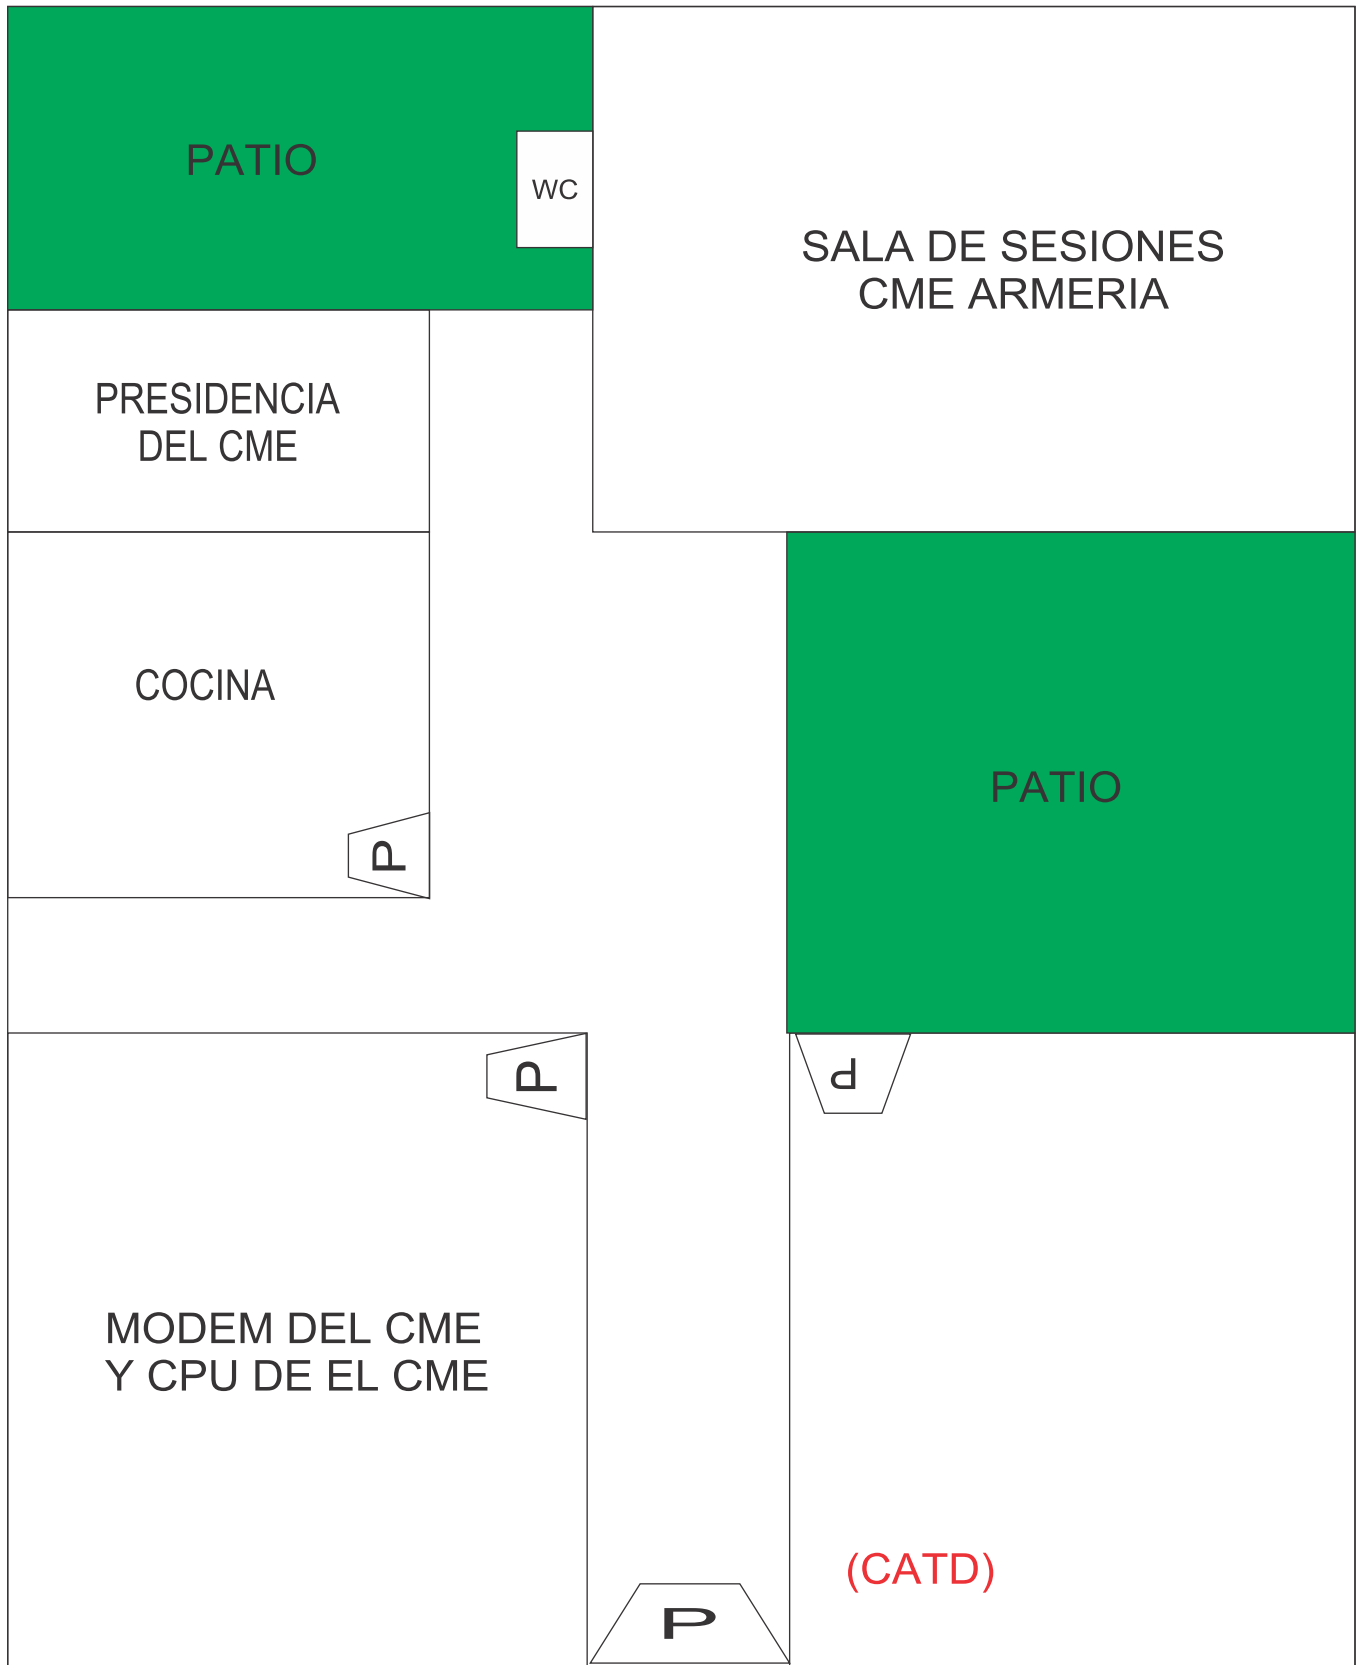 PATIO
WC
SALA DE SESIONES
CME ARMERIA
PRESIDENCIA
DEL CME
COCINA
PATIO
P
P
P
MODEM DEL CME
Y CPU DE EL CME
(CATD)
P